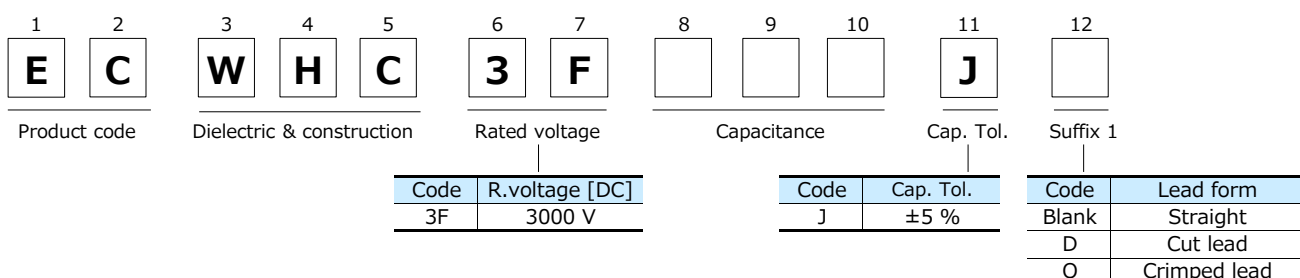 1 2 3 4 5 6 7 8 9 10 11 12
E C W H C 3 F J
Product code Dielectric & construction Rated voltage Capacitance Cap. Tol. Suffix 1
Code R.voltage [DC] Code Cap. Tol. Code Lead form
3F 3000 V J ±5 % Blank Straight
D Cut lead
Q Crimped lead